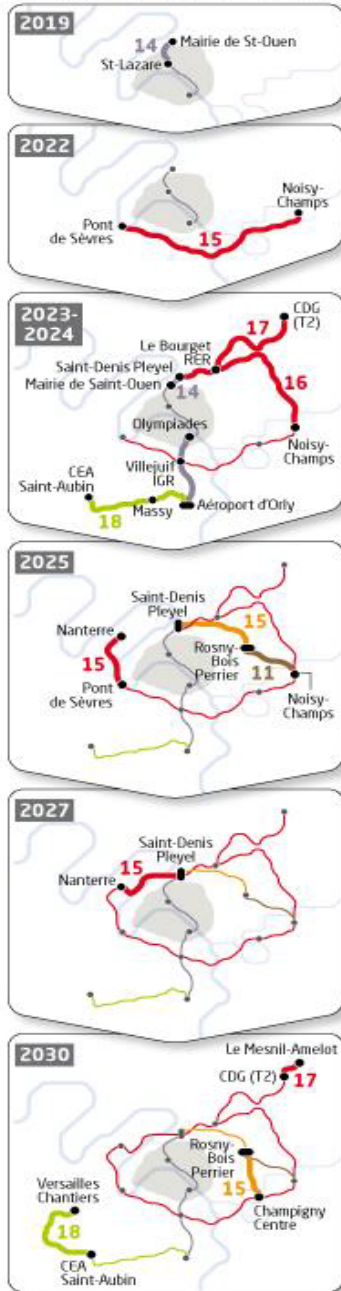 2019
14
Mairie de St-Ouen
St-Lazare
2022
Noisy-
Champs
Pont
de Sèvres
15
2023-
2024
CDG
(T2)
17
Le Bourget
RER
Saint-Denis Pleyel
Mairie de Saint-Ouen
14
16
Olympiades
Noisy-
Champs
Villejuif
IGR
CEA
Saint-Aubin
18
Massy
Aéroport d'Orly
2025
Saint-Denis
Pleyel
15
Nanterre
15
Rosny-
Bois
Perrier
11
Pont
de Sèvres
Noisy-
Champs
2027
Saint-Denis
Pleyel
15
Nanterre
2030
Le Mesnil-Amelot
CDG (T2)
17
Rosny-
Bois
Perrier
15
Champigny
Centre
Versailles
Chantiers
18
CEA
Saint-Aubin